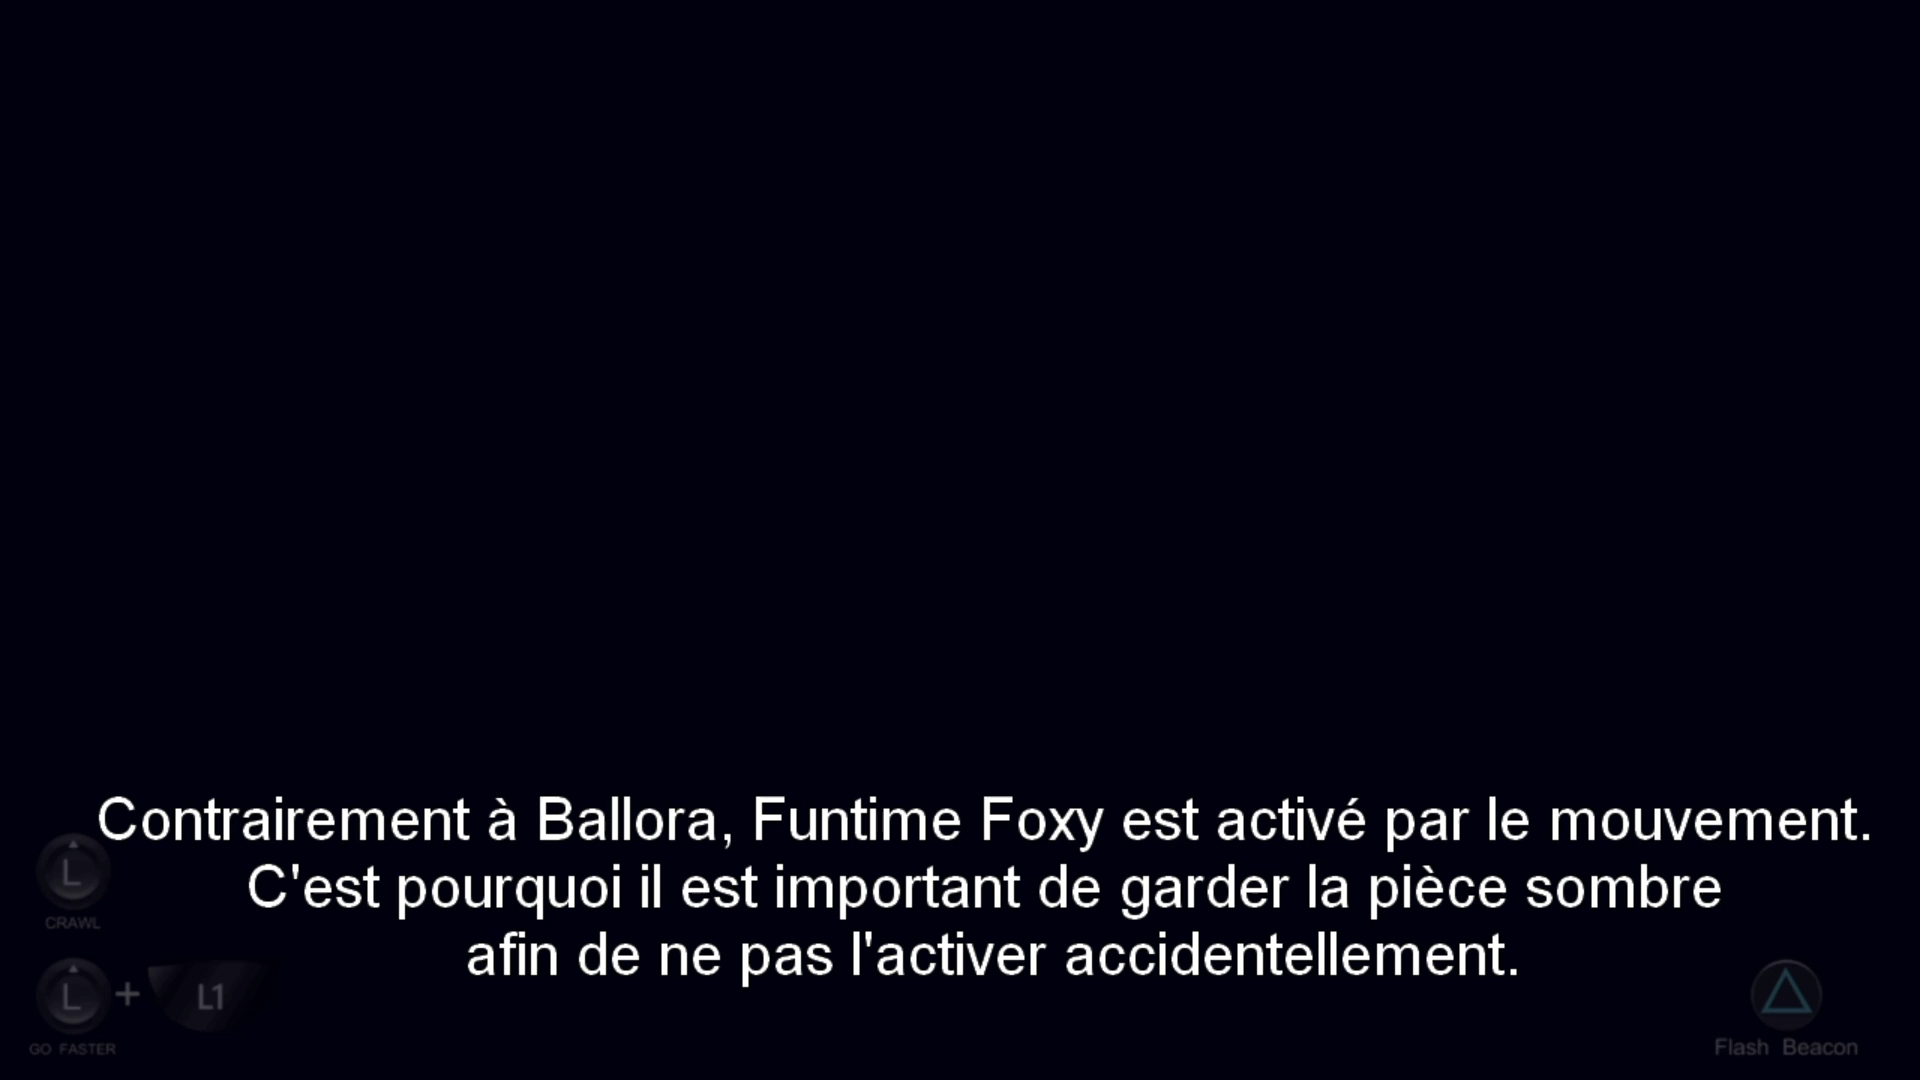 Contrairement à Ballora, Funtime Foxy est activé par le mouvement.
C'est pourquoi il est important de garder la pièce sombre
afin de ne pas l'activer accidentellement.
L
CRAWL
L + L1
GO FASTER
Flash Beacon